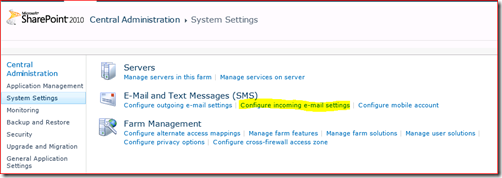 Microsoft
SharePoint 2010 Central Administration ▸ System Settings
Central
Administration
Application Management
System Settings
Monitoring
Backup and Restore
Security
Upgrade and Migration
General Application
Settings
Servers
Manage servers in this farm | Manage services on server
E-Mail and Text Messages (SMS)
Configure outgoing e-mail settings | Configure incoming e-mail settings | Configure mobile account
Farm Management
Configure alternate access mappings | Manage farm features | Manage farm solutions | Manage user solutions |
Configure privacy options | Configure cross-firewall access zone